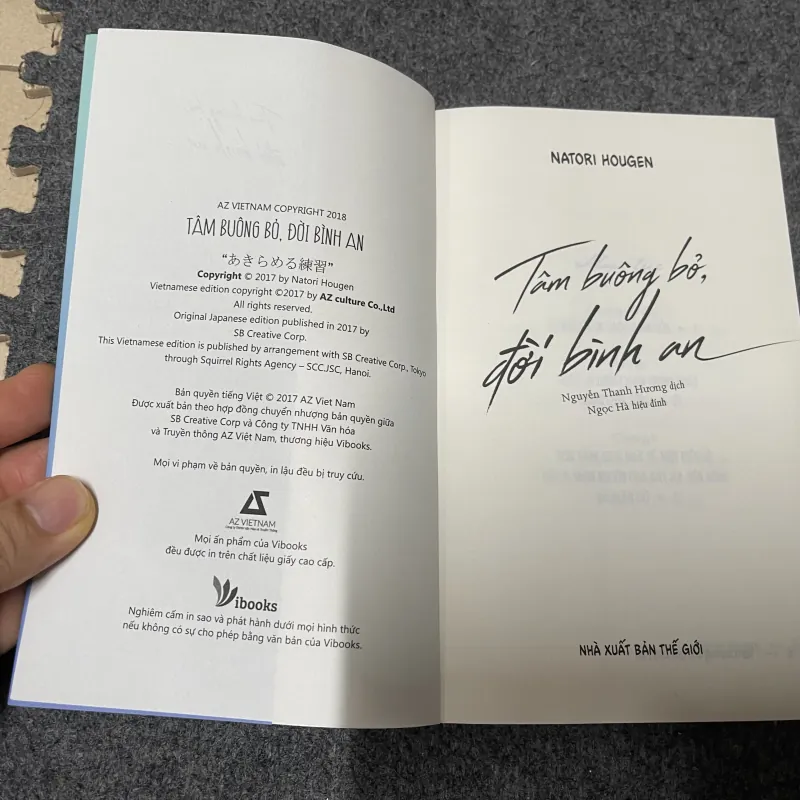 AZ VIETNAM COPYRIGHT 2018
TÂM BUÔNG BỎ, ĐỜI BÌNH AN
“あきらめる練習”
Copyright © 2017 by Natori Hougen
Vietnamese edition copyright ©2017 by AZ culture Co.,Ltd
All rights reserved.
Original Japanese edition published in 2017 by
SB Creative Corp.
This Vietnamese edition is published by arrangement with SB Creative Corp., Tokyo
through Squirrel Rights Agency – SCC.JSC, Hanoi.
Bản quyền tiếng Việt © 2017 AZ Viet Nam
Được xuất bản theo hợp đồng chuyển nhượng bản quyền giữa
SB Creative Corp và Công ty TNHH Văn hóa
và Truyền thông AZ Việt Nam, thương hiệu Vibooks.
Mọi vi phạm về bản quyền, in lậu đều bị truy cứu.
AZ VIETNAM
Mọi ấn phẩm của Vibooks
đều được in trên chất liệu giấy cao cấp.
Vibooks
Nghiêm cấm in sao và phát hành dưới mọi hình thức
nếu không có sự cho phép bằng văn bản của Vibooks.
NATORI HOUGEN
Tâm buông bỏ,
đời bình an
Nguyễn Thanh Hương dịch
Ngọc Hà hiệu đính
NHÀ XUẤT BẢN THẾ GIỚI